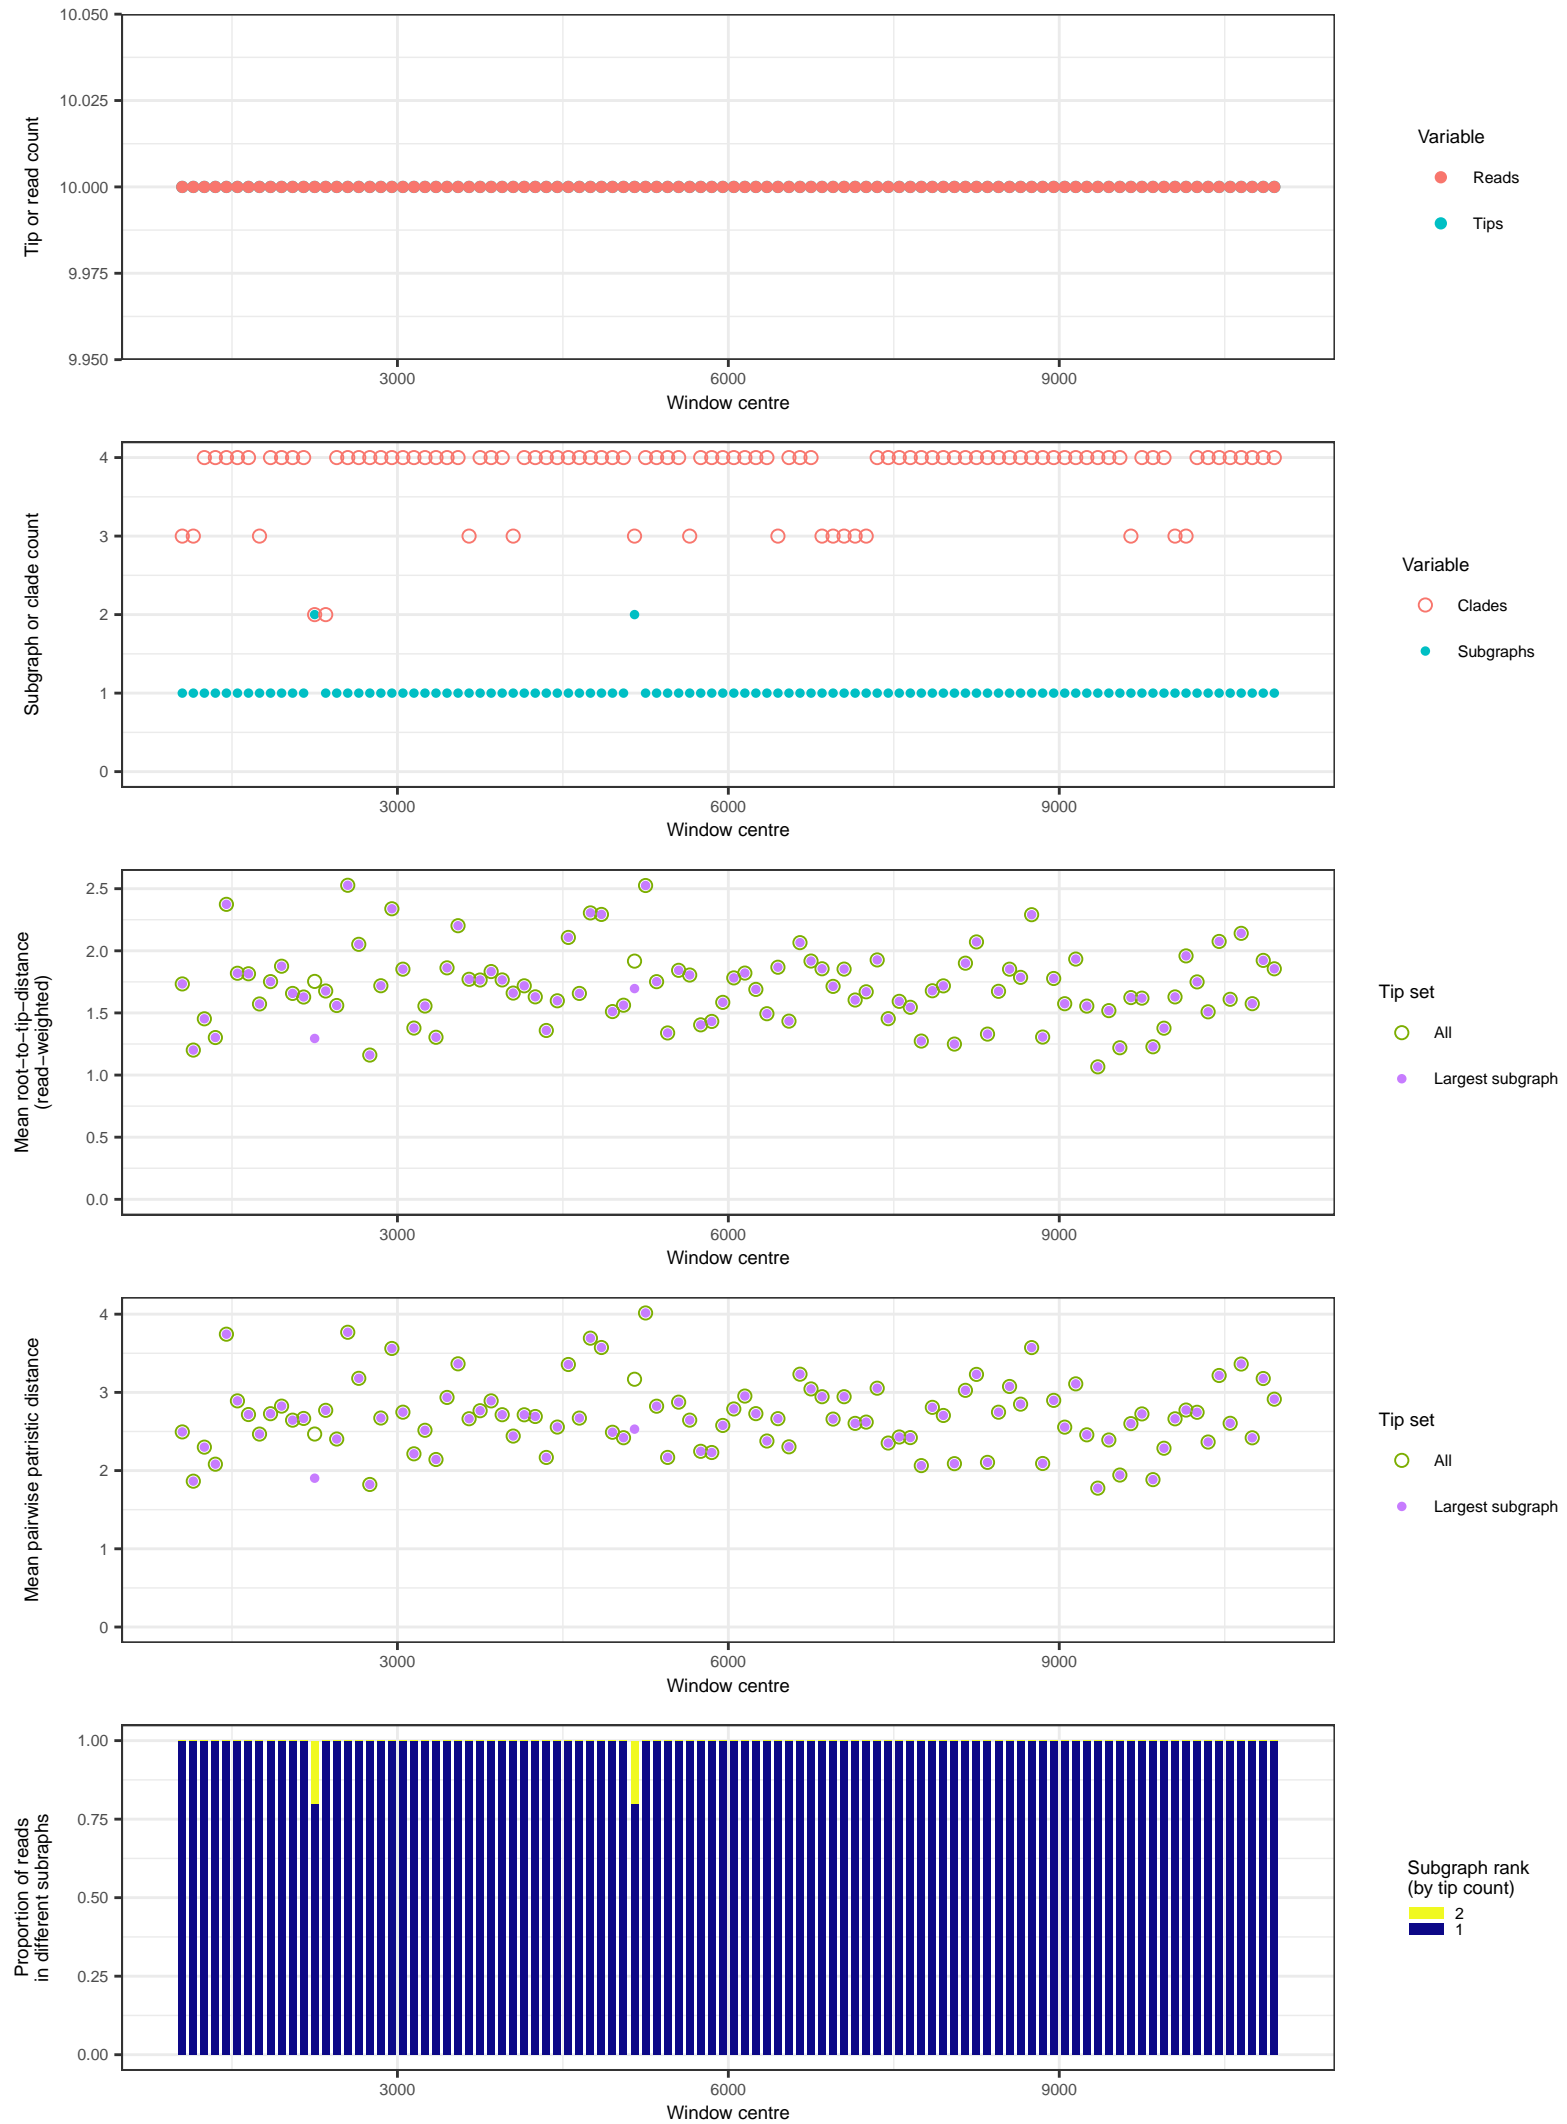 10.050
10.025
10.000
9.975
9.950
Tip or read count
3000
6000
9000
Window centre
Variable
Reads
Tips
4
3
2
1
0
Subgraph or clade count
3000
6000
9000
Window centre
Variable
Clades
Subgraphs
2.5
2.0
1.5
1.0
0.5
0.0
Mean root−to−tip−distance
(read−weighted)
3000
6000
9000
Window centre
Tip set
All
Largest subgraph
4
3
2
1
0
Mean pairwise patristic distance
3000
6000
9000
Window centre
Tip set
All
Largest subgraph
1.00
0.75
0.50
0.25
0.00
Proportion of reads
in different subraphs
3000
6000
9000
Window centre
Subgraph rank
(by tip count)
2
1